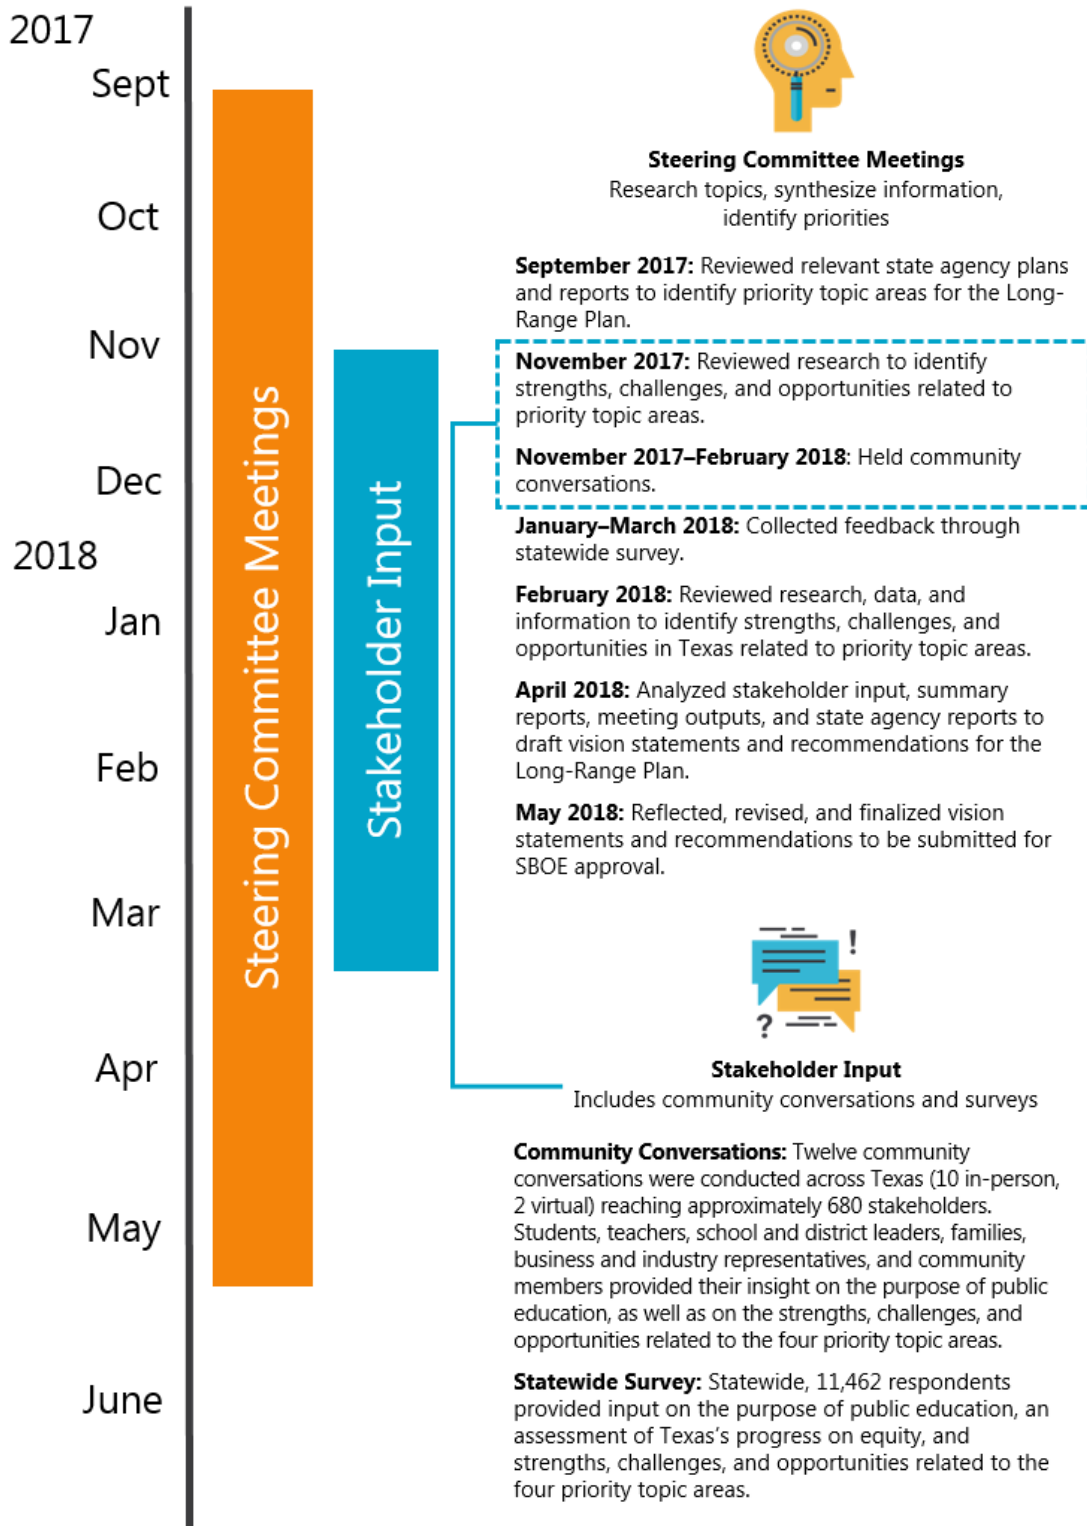 2017
Sept
Oct
Nov
Dec
2018
Jan
Feb
Mar
Apr
May
June
Steering Committee Meetings
Stakeholder Input
Steering Committee Meetings
Research topics, synthesize information,
identify priorities
September 2017: Reviewed relevant state agency plans
and reports to identify priority topic areas for the Long-
Range Plan.
November 2017: Reviewed research to identify
strengths, challenges, and opportunities related to
priority topic areas.
November 2017–February 2018: Held community
conversations.
January–March 2018: Collected feedback through
statewide survey.
February 2018: Reviewed research, data, and
information to identify strengths, challenges, and
opportunities in Texas related to priority topic areas.
April 2018: Analyzed stakeholder input, summary
reports, meeting outputs, and state agency reports to
draft vision statements and recommendations for the
Long-Range Plan.
May 2018: Reflected, revised, and finalized vision
statements and recommendations to be submitted for
SBOE approval.
!
?
Stakeholder Input
Includes community conversations and surveys
Community Conversations: Twelve community
conversations were conducted across Texas (10 in-person,
2 virtual) reaching approximately 680 stakeholders.
Students, teachers, school and district leaders, families,
business and industry representatives, and community
members provided their insight on the purpose of public
education, as well as on the strengths, challenges, and
opportunities related to the four priority topic areas.
Statewide Survey: Statewide, 11,462 respondents
provided input on the purpose of public education, an
assessment of Texas’s progress on equity, and
strengths, challenges, and opportunities related to the
four priority topic areas.